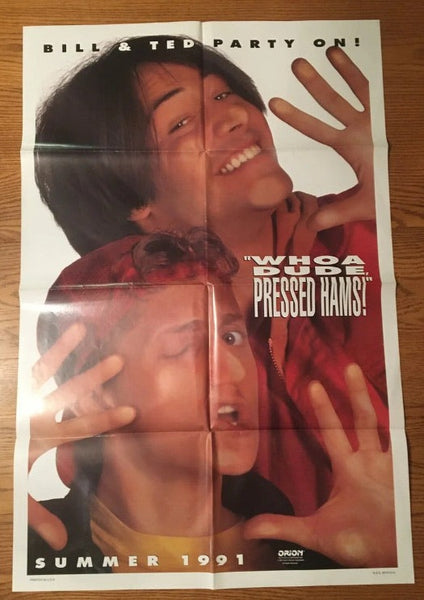 BILL & TED PARTY ON!
"WHOA
DUDE,
PRESSED HAMS!"
SUMMER 1991
ORION